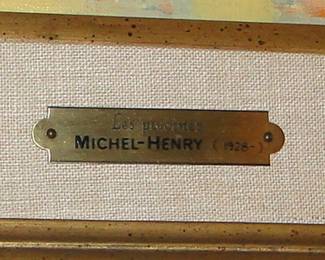 Les pivoines
MICHEL-HENRY (1928-)